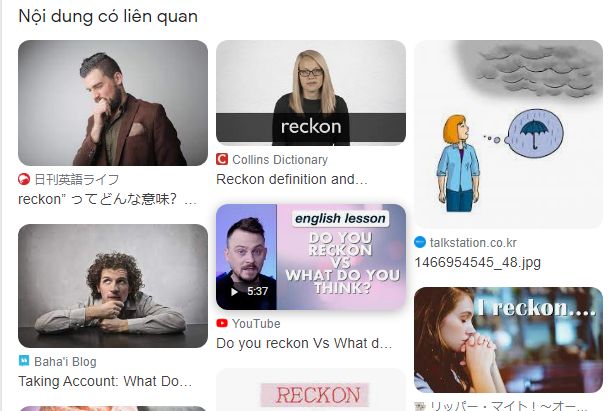 Nội dung có liên quan
日刊英語ライフ
reckon” ってどんな意味? ...
Baha'i Blog
Taking Account: What Do...
reckon
Collins Dictionary
Reckon definition and...
english lesson
DO YOU
RECKON
VS
WHAT DO YOU
THINK?
5:37
YouTube
Do you reckon Vs What d...
RECKON
talkstation.co.kr
1466954545_48.jpg
I reckon....
リッパー・マイト！～オー...